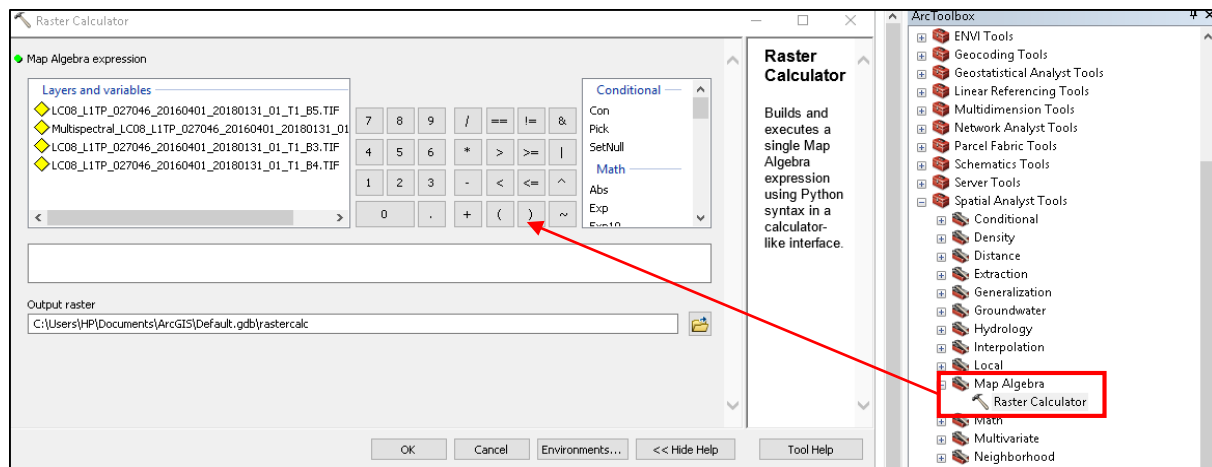 Raster Calculator
Map Algebra expression
Layers and variables
LC08_L1TP_027046_20160401_20180131_01_T1_B5.TIF
Multispectral_LC08_L1TP_027046_20160401_20180131_01
LC08_L1TP_027046_20160401_20180131_01_T1_B3.TIF
LC08_L1TP_027046_20160401_20180131_01_T1_B4.TIF
7 8 9 / == != &
4 5 6 * > >= |
1 2 3 - < <= ^
0 . + ( ) ~
Conditional
Con
Pick
SetNull
Math
Abs
Exp
Exp10
Output raster
C:\Users\HP\Documents\ArcGIS\Default.gdb\rastercalc
OK
Cancel
Environments...
<< Hide Help
Tool Help
Raster
Calculator
Builds and
executes a
single Map
Algebra
expression
using Python
syntax in a
calculator-
like interface.
ArcToolbox
ENVI Tools
Geocoding Tools
Geostatistical Analyst Tools
Linear Referencing Tools
Multidimension Tools
Network Analyst Tools
Parcel Fabric Tools
Schematics Tools
Server Tools
Spatial Analyst Tools
Conditional
Density
Distance
Extraction
Generalization
Groundwater
Hydrology
Interpolation
Local
Map Algebra
Raster Calculator
Math
Multivariate
Neighborhood